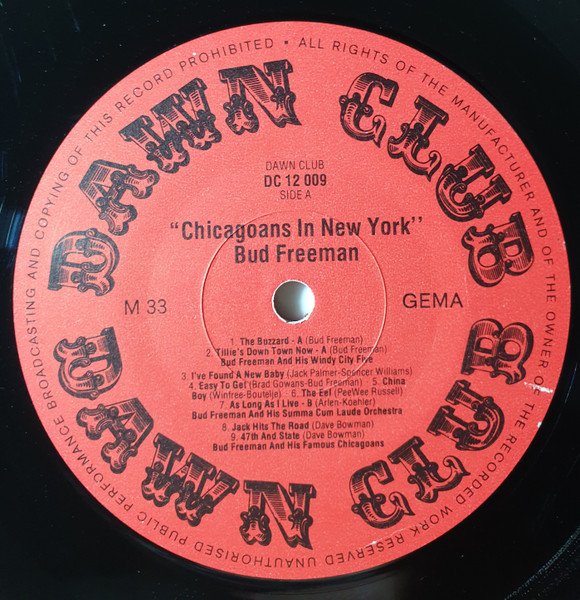 ALL RIGHTS OF THE MANUFACTURER AND OF THE OWNER OF THE RECORDED WORK RESERVED UNAUTHORISED PUBLIC PERFORMANCE BROADCASTING AND COPYING OF THIS RECORD PROHIBITED •
DAWN CLUB
DAWN CLUB
DAWN CLUB
DC 12 009
SIDE A
"Chicagoans In New York"
Bud Freeman
M 33
GEMA
1. The Buzzard - A (Bud Freeman)
2. Tillie's Down Town Now - A (Bud Freeman)
Bud Freeman And His Windy City Five
3. I've Found A New Baby (Jack Palmer-Spencer Williams)
4. Easy To Get (Brad Gowans-Bud Freeman) 5. China
Boy (Winfree-Boutelje) 6. The Eel (PeeWee Russell)
7. As Long As I Live - B (Arlen-Koehler)
Bud Freeman And His Summa Cum Laude Orchestra
8. Jack Hits The Road (Dave Bowman)
9. 47th And State (Dave Bowman)
Bud Freeman And His Famous Chicagoans